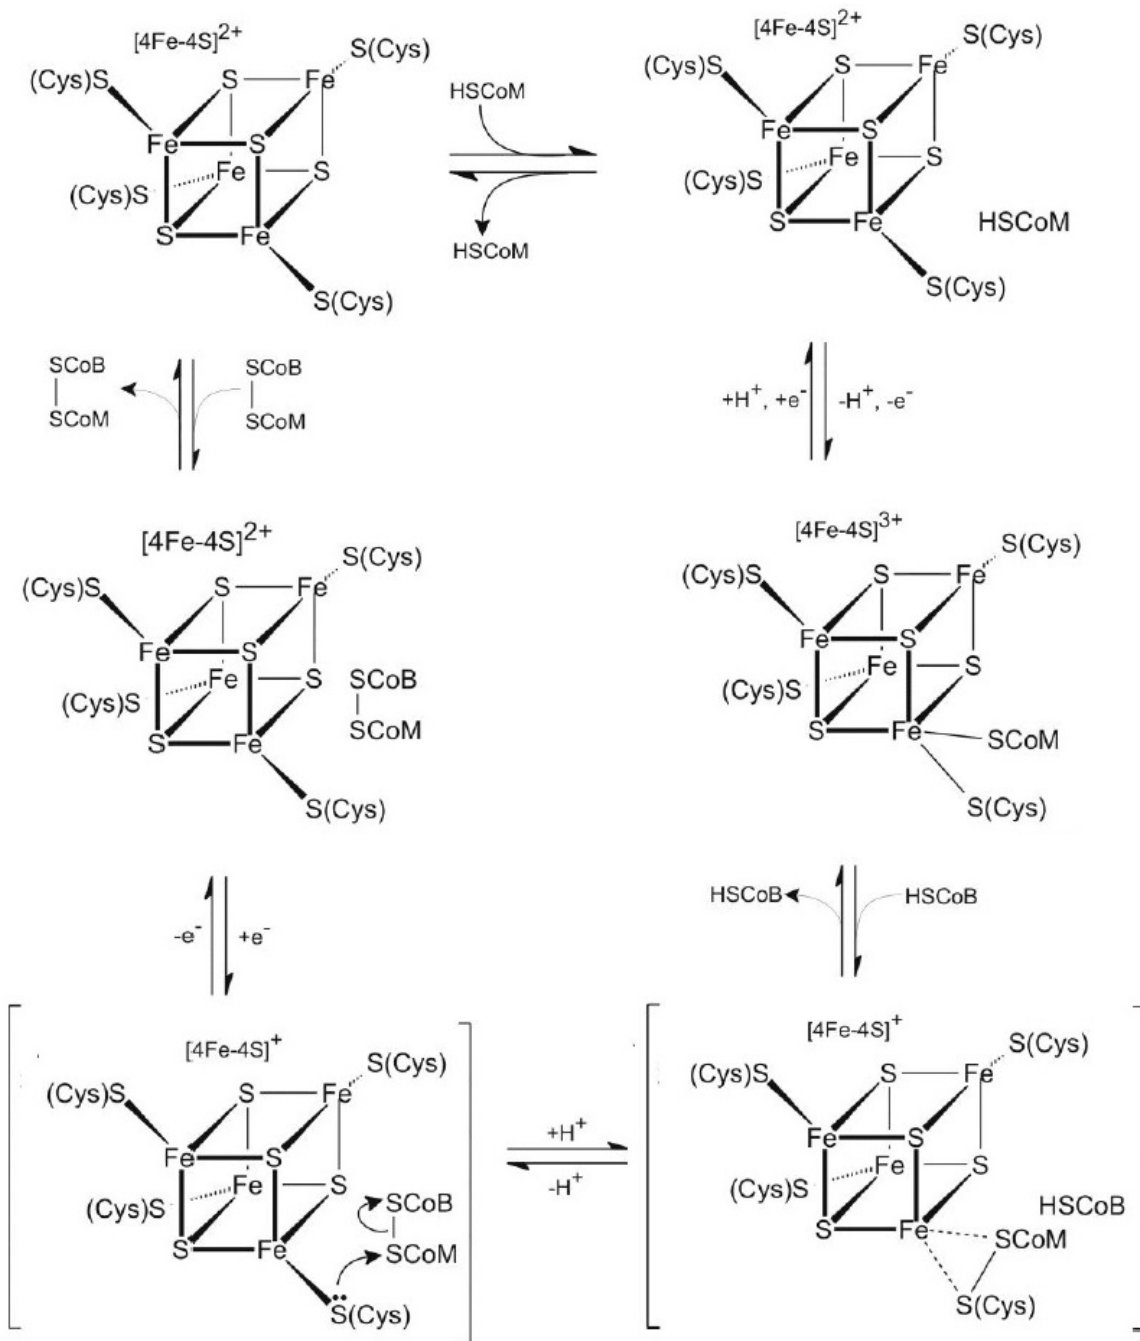 [4Fe-4S]2+
S(Cys)
(Cys)S
S
Fe
Fe
S
(Cys)S
Fe
S
S
Fe
S(Cys)
HSCoM
HSCoM
[4Fe-4S]2+
S(Cys)
(Cys)S
S
Fe
Fe
S
(Cys)S
Fe
S
S
Fe
HSCoM
S(Cys)
SCoB
SCoM
SCoB
SCoM
+H+, +e-
-H+, -e-
[4Fe-4S]2+
S(Cys)
(Cys)S
S
Fe
Fe
S
(Cys)S
Fe
S
SCoB
S
Fe
SCoM
S(Cys)
[4Fe-4S]3+
S(Cys)
(Cys)S
S
Fe
Fe
S
(Cys)S
Fe
S
S
Fe
SCoM
S(Cys)
-e-
+e-
HSCoB
HSCoB
[4Fe-4S]+
S(Cys)
(Cys)S
S
Fe
Fe
S
(Cys)S
Fe
S
SCoB
S
Fe
SCoM
S(Cys)
+H+
-H+
[4Fe-4S]+
S(Cys)
(Cys)S
S
Fe
Fe
S
(Cys)S
Fe
S
HSCoB
S
Fe
SCoM
S(Cys)